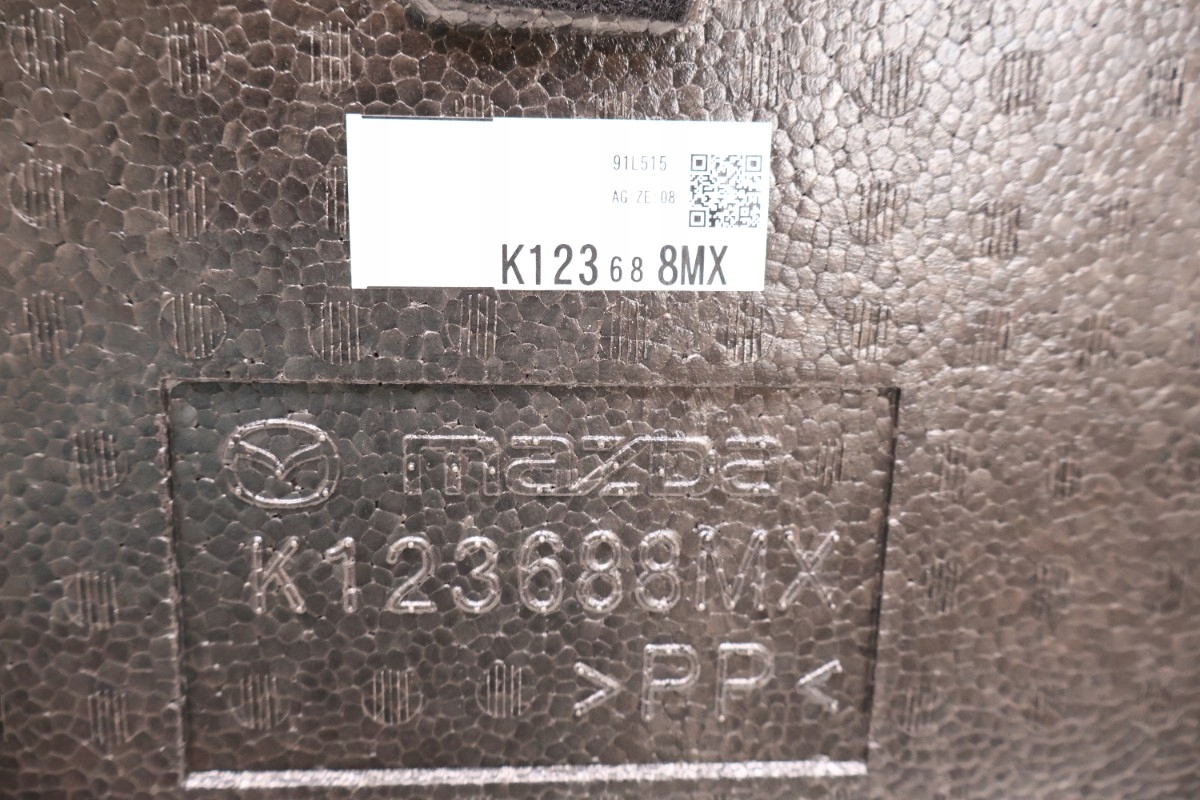 91L515
AG ZE 08
K123 68 8MX
mazda
K123688MX
>PP<